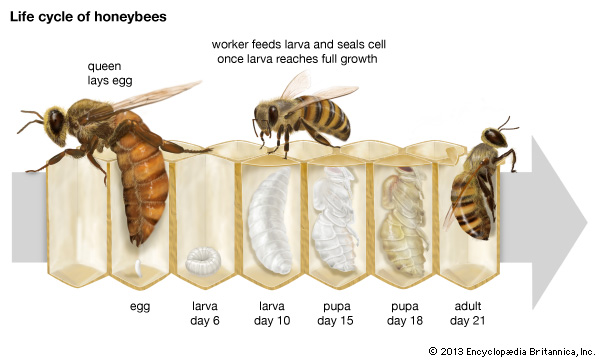 Life cycle of honeybees
queen
lays egg
worker feeds larva and seals cell
once larva reaches full growth
egg
larva
day 6
larva
day 10
pupa
day 15
pupa
day 18
adult
day 21
© 2013 Encyclopædia Britannica, Inc.